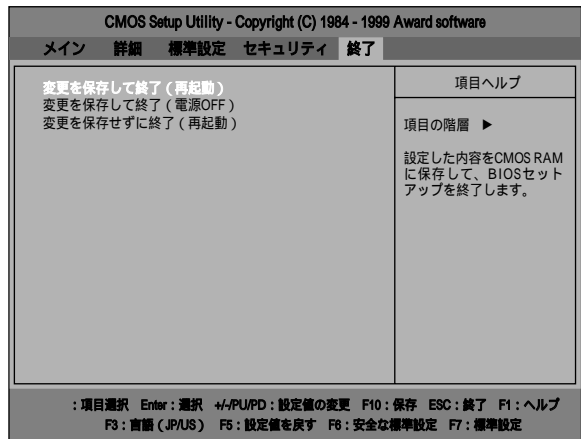 CMOS Setup Utility - Copyright (C) 1984 - 1999 Award software
メイン 詳細 標準設定 セキュリティ 終了
変更を保存して終了（再起動）
変更を保存して終了（電源OFF）
変更を保存せずに終了（再起動）
項目ヘルプ
項目の階層 ▶
設定した内容をCMOS RAM
に保存して、BIOSセット
アップを終了します。
：項目選択 Enter：選択 +/-/PU/PD：設定値の変更 F10：保存 ESC：終了 F1：ヘルプ
F3：言語（JP/US） F5：設定値を戻す F6：安全な標準設定 F7：標準設定